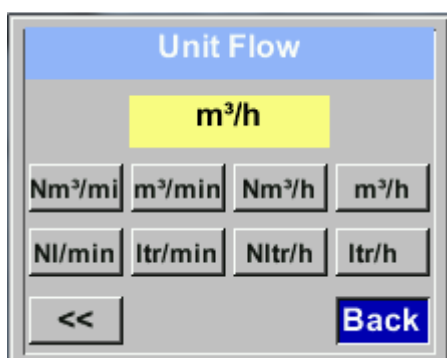 Unit Flow
m³/h
Nm³/mi m³/min Nm³/h m³/h
Nl/min ltr/min Nltr/h ltr/h
<< Back